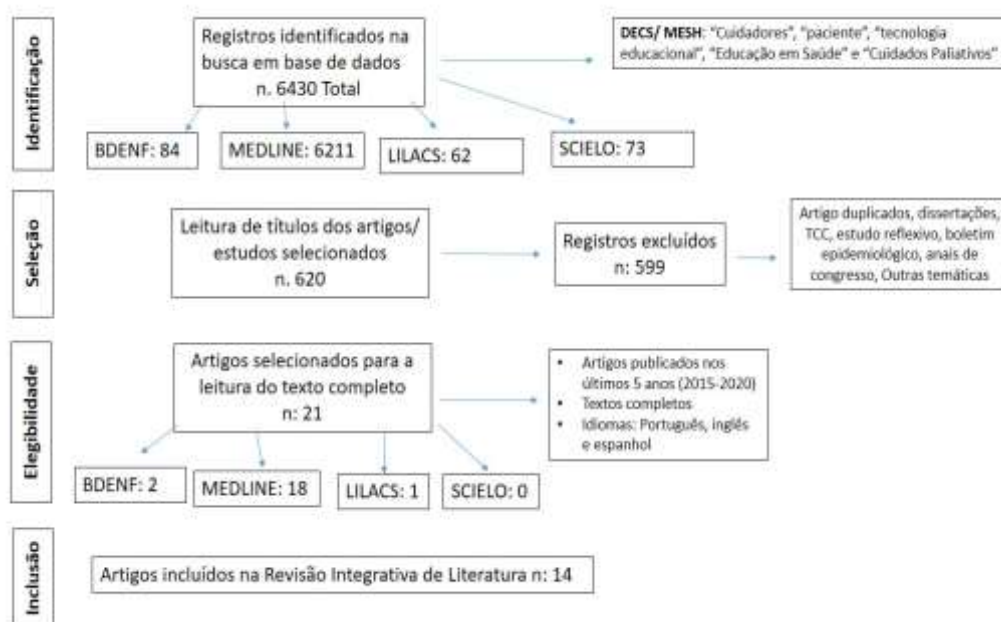 Identificação
Registros identificados na
busca em base de dados
n. 6430 Total
DECS/ MESH: "Cuidadores", "paciente", "tecnologia
educacional", "Educação em Saúde" e "Cuidados Paliativos"
BDENF: 84
MEDLINE: 6211
LILACS: 62
SCIELO: 73
Seleção
Leitura de títulos dos artigos/
estudos selecionados
n. 620
Registros excluídos
n: 599
Artigo duplicados, dissertações,
TCC, estudo reflexivo, boletim
epidemiológico, anais de
congresso, Outras temáticas
Elegibilidade
Artigos selecionados para a
leitura do texto completo
n: 21
• Artigos publicados nos
últimos 5 anos (2015-2020)
• Textos completos
• Idiomas: Português, inglês
e espanhol
BDENF: 2
MEDLINE: 18
LILACS: 1
SCIELO: 0
Inclusão
Artigos incluídos na Revisão Integrativa de Literatura n: 14